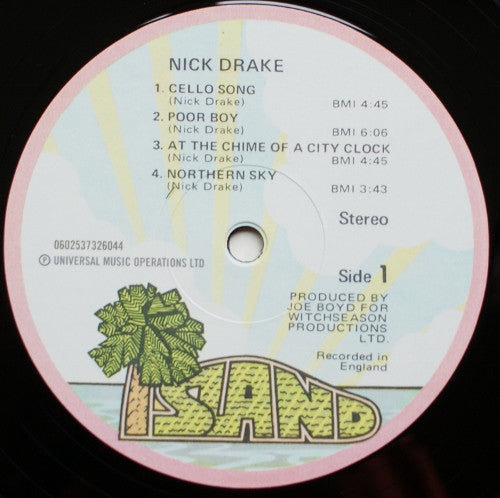 NICK DRAKE
1. CELLO SONG
(Nick Drake) BMI 4:45
2. POOR BOY
(Nick Drake) BMI 6:06
3. AT THE CHIME OF A CITY CLOCK
(Nick Drake) BMI 4:45
4. NORTHERN SKY
(Nick Drake) BMI 3:43
Stereo
0602537326044
Ⓟ UNIVERSAL MUSIC OPERATIONS LTD
Side 1
PRODUCED BY
JOE BOYD FOR
WITCHSEASON
PRODUCTIONS
LTD.
Recorded in
England
ISLAND